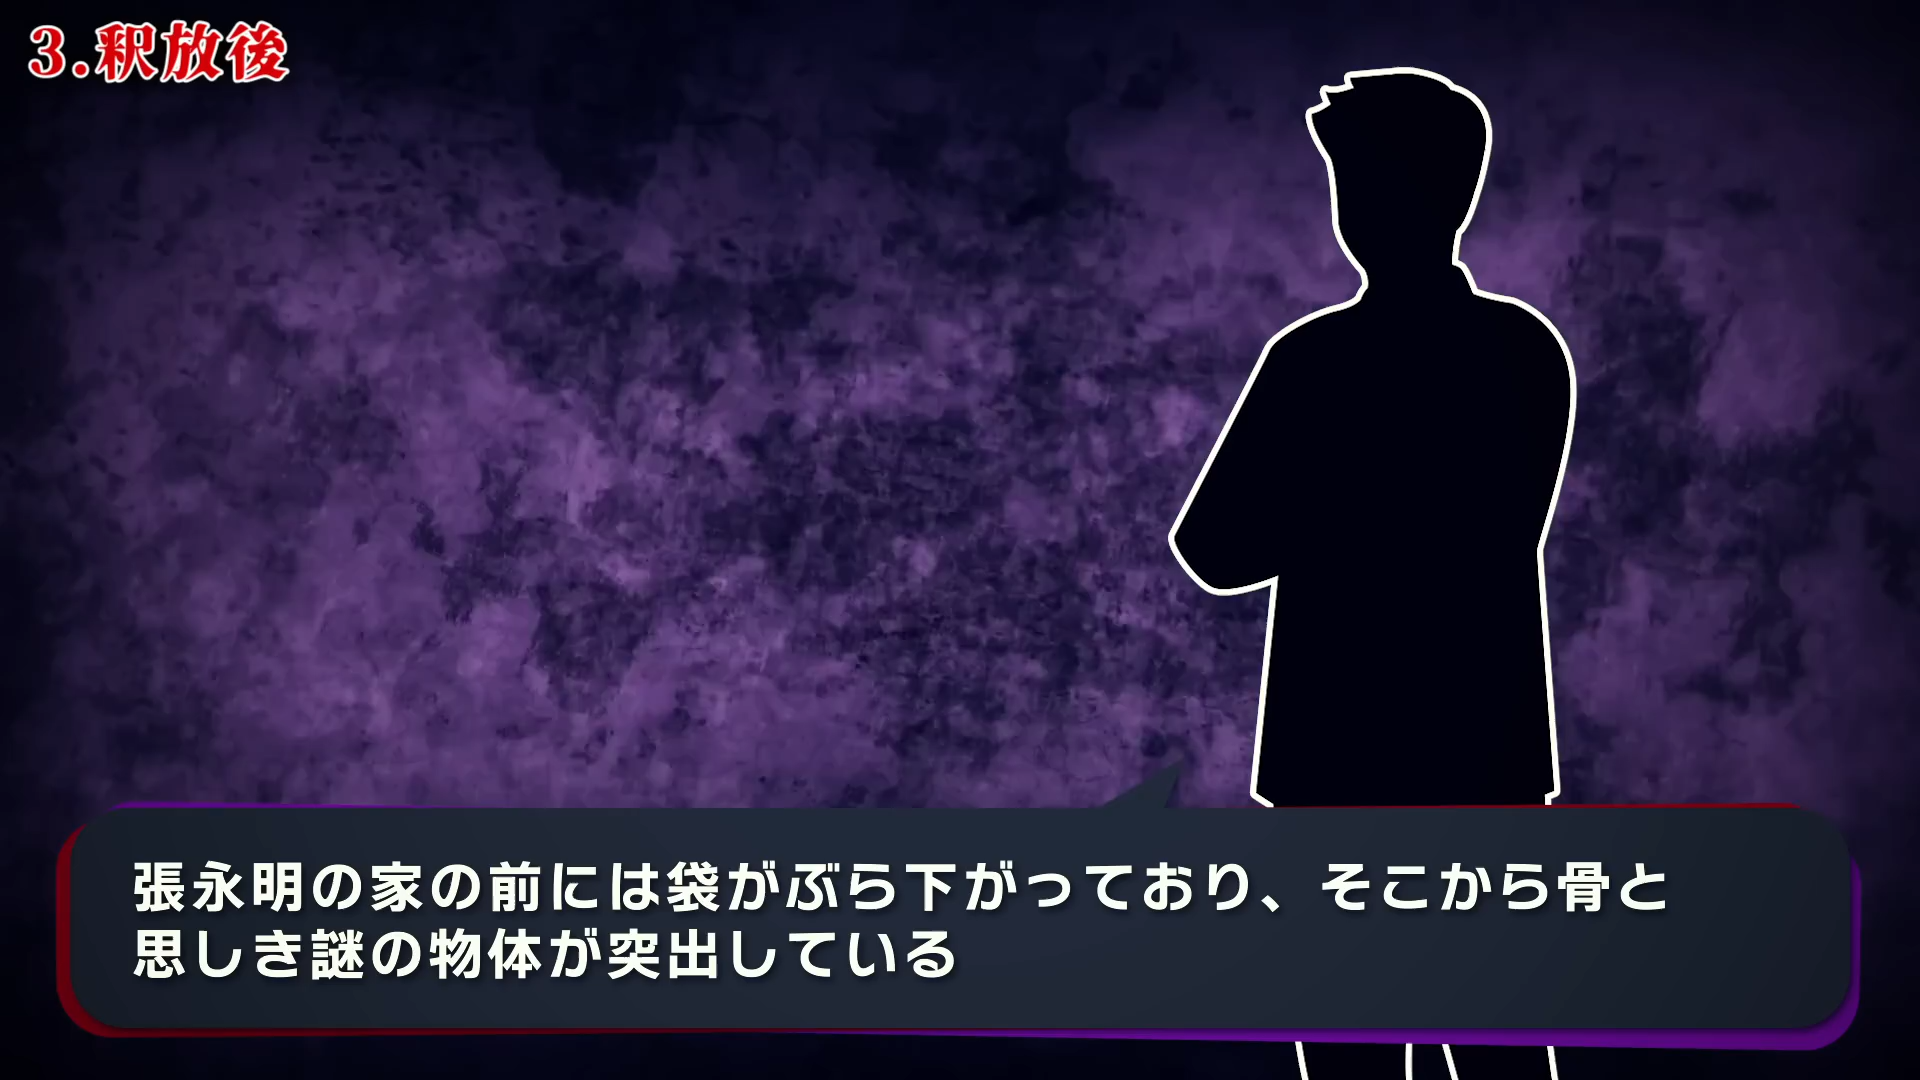 3.釈放後
張永明の家の前には袋がぶら下がっており、そこから骨と
思しき謎の物体が突出している